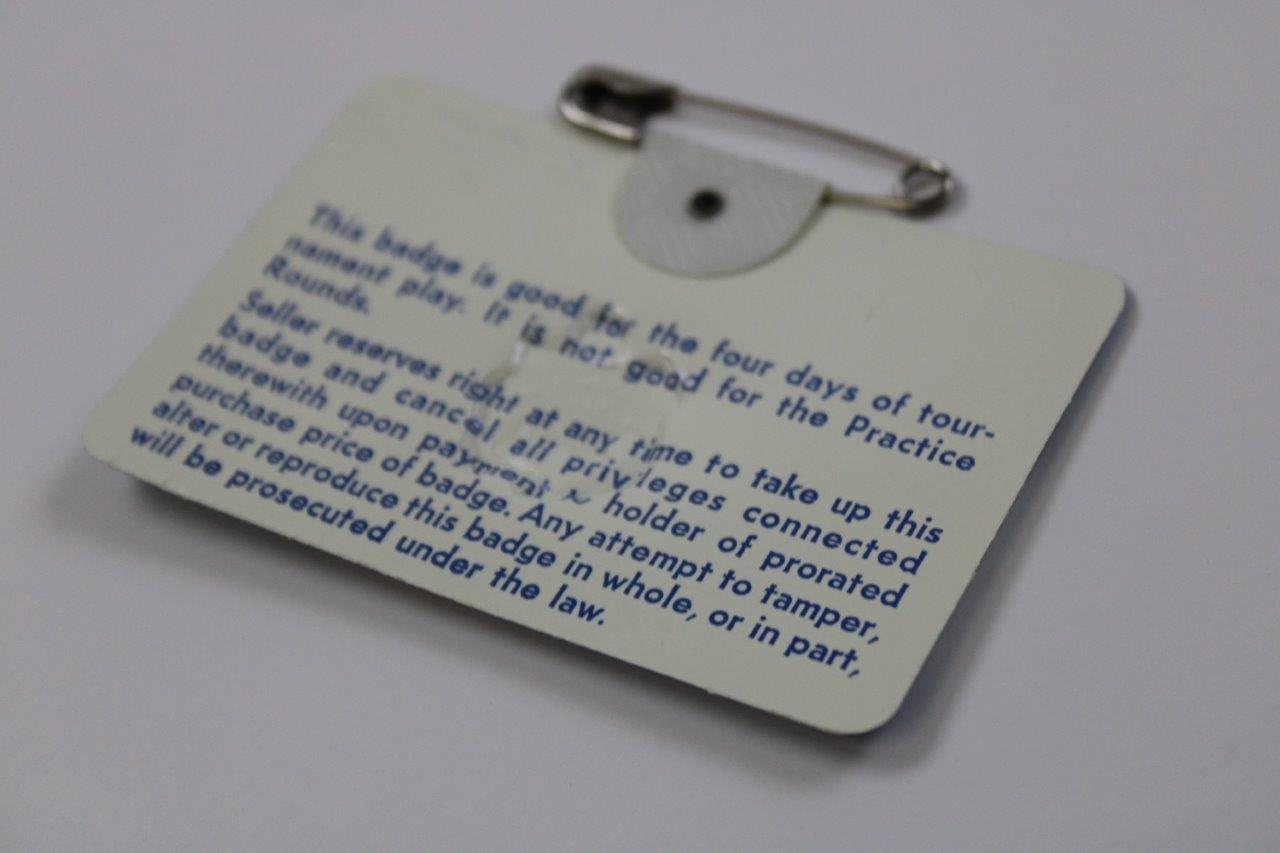 This badge is good for the four days of tour-
nament play. It is not good for the Practice
Rounds.
Seller reserves right at any time to take up this
badge and cancel all privileges connected
therewith upon payment holder of prorated
purchase price of badge. Any attempt to tamper,
alter or reproduce this badge in whole, or in part,
will be prosecuted under the law.